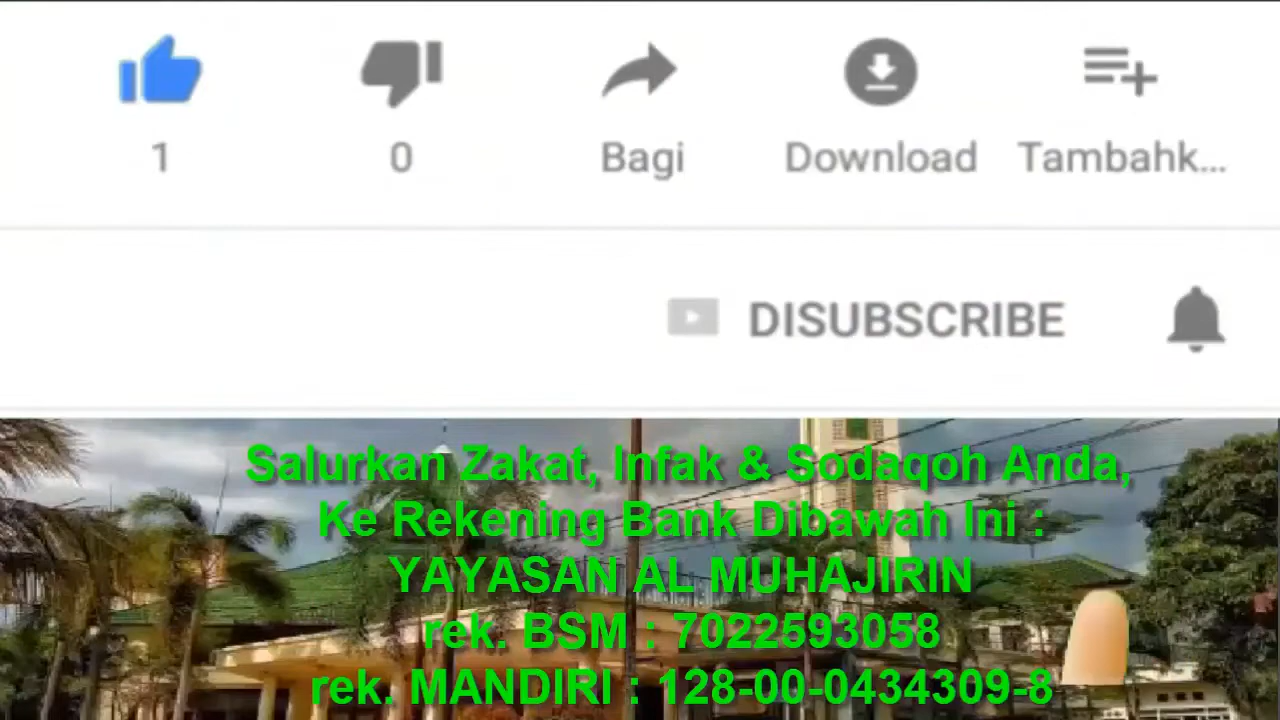 1 0 Bagi Download Tambahk...
DISUBSCRIBE
Salurkan Zakat, Infak & Sodaqoh Anda,
Ke Rekening Bank Dibawah Ini :
YAYASAN AL MUHAJIRIN
rek. BSM : 7022593058
rek. MANDIRI : 128-00-0434309-8